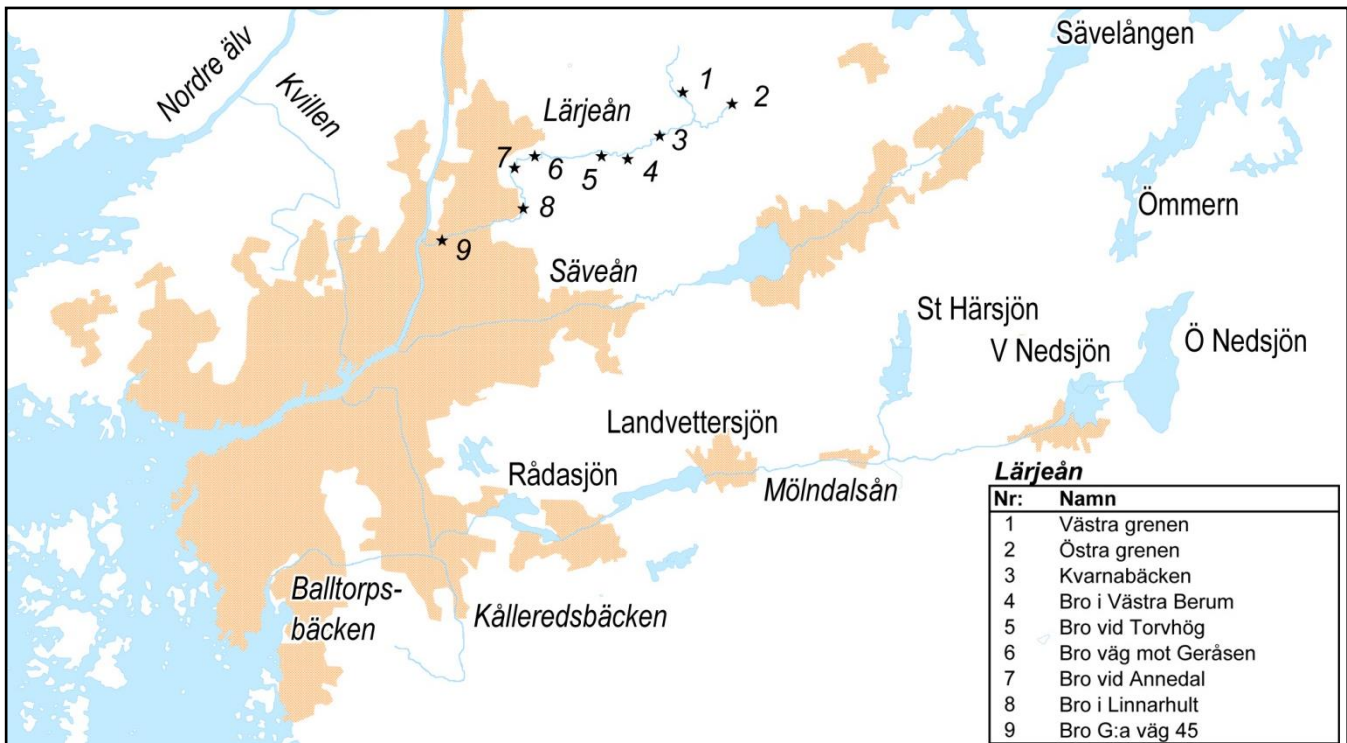 Sävelången
Nordre älv
Kvillen
1
2
Lärjeån
3
7
6
5
4
8
Ömmern
9
Säveån
St Härsjön
V Nedsjön
Ö Nedsjön
Landvettersjön
Rådasjön
Mölndalsån
Balltorps-
bäcken
Kålleredsbäcken
Lärjeån
Nr: Namn
1 Västra grenen
2 Östra grenen
3 Kvarnabäcken
4 Bro i Västra Berum
5 Bro vid Torvhög
6 Bro väg mot Geråsen
7 Bro vid Annedal
8 Bro i Linnarhult
9 Bro G:a väg 45